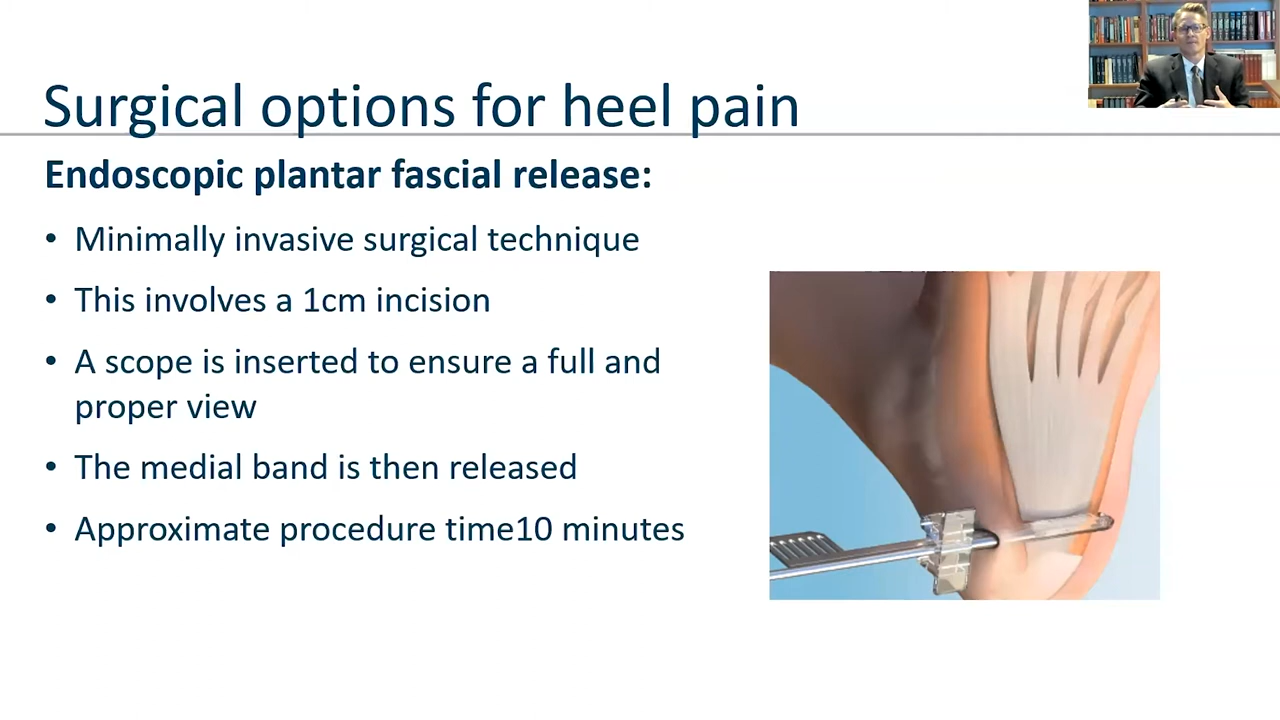 Surgical options for heel pain
Endoscopic plantar fascial release:
• Minimally invasive surgical technique
• This involves a 1cm incision
• A scope is inserted to ensure a full and
proper view
• The medial band is then released
• Approximate procedure time10 minutes